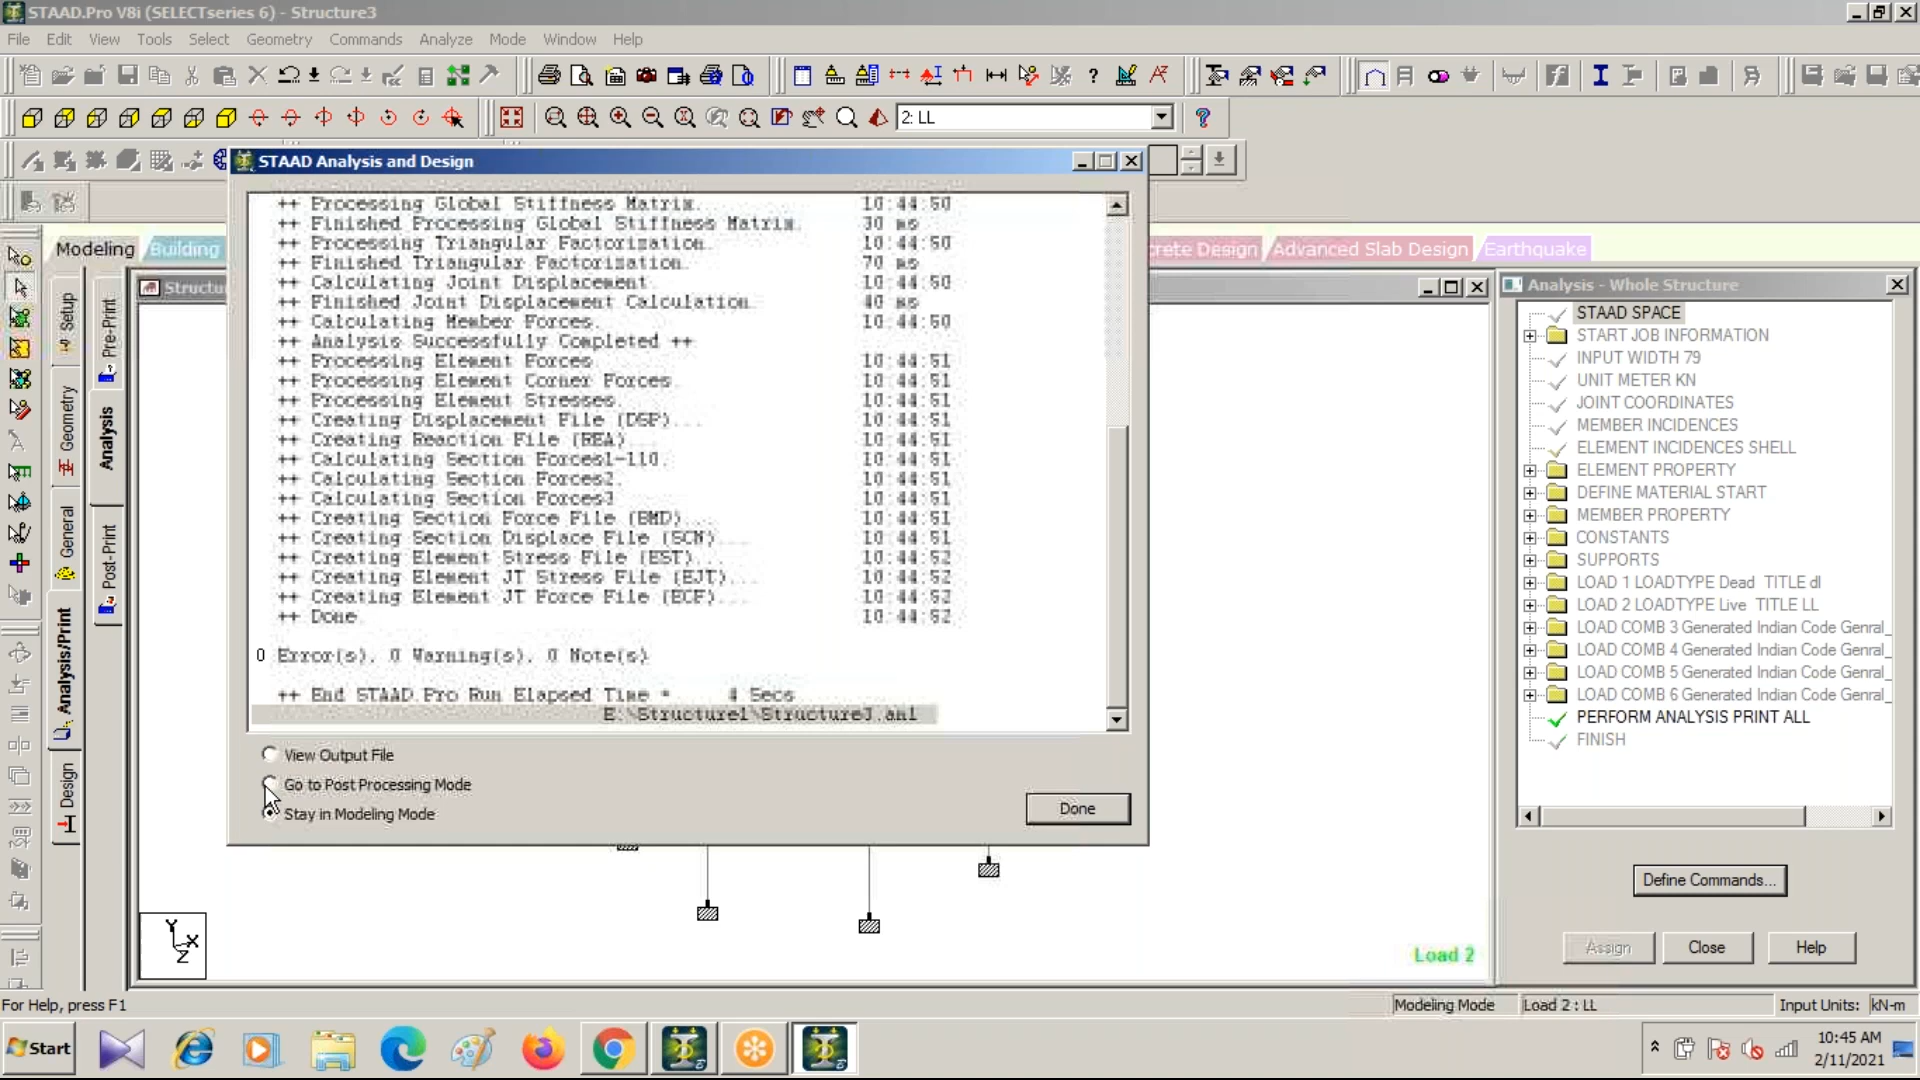 STAAD.Pro V8i (SELECTseries 6) - Structure3
File Edit View Tools Select Geometry Commands Analyze Mode Window Help
2: LL
STAAD Analysis and Design
++ Processing Global Stiffness Matrix. 10:44:50
++ Finished Processing Global Stiffness Matrix. 30 ms
++ Processing Triangular Factorization. 10:44:50
++ Finished Triangular Factorization. 70 ms
++ Calculating Joint Displacement. 10:44:50
++ Finished Joint Displacement Calculation. 40 ms
++ Calculating Member Forces. 10:44:50
++ Analysis Successfully Completed ++
++ Processing Element Forces. 10:44:51
++ Processing Element Corner Forces. 10:44:51
++ Processing Element Stresses. 10:44:51
++ Creating Displacement File (DSP)... 10:44:51
++ Creating Reaction File (REA)... 10:44:51
++ Calculating Section Forces1-110. 10:44:51
++ Calculating Section Forces2. 10:44:51
++ Calculating Section Forces3 10:44:51
++ Creating Section Force File (BMD)... 10:44:51
++ Creating Section Displace File (SCN)... 10:44:51
++ Creating Element Stress File (EST)... 10:44:52
++ Creating Element JT Stress File (EJT)... 10:44:52
++ Creating Element JT Force File (ECF)... 10:44:52
++ Done. 10:44:52
0 Error(s), 0 Warning(s), 0 Note(s)
++ End STAAD.Pro Run Elapsed Time = 4 Secs
E:\Structure1\Structure3.anl
View Output File
Go to Post Processing Mode
Stay in Modeling Mode
Done
Modeling Building
crete Design Advanced Slab Design Earthquake
Structu
Setup
Geometry
General
Analysis/Print
Design
Pre-Print
Analysis
Post-Print
Y
X
Z
Load 2
Analysis - Whole Structure
STAAD SPACE
START JOB INFORMATION
INPUT WIDTH 79
UNIT METER KN
JOINT COORDINATES
MEMBER INCIDENCES
ELEMENT INCIDENCES SHELL
ELEMENT PROPERTY
DEFINE MATERIAL START
MEMBER PROPERTY
CONSTANTS
SUPPORTS
LOAD 1 LOADTYPE Dead TITLE dl
LOAD 2 LOADTYPE Live TITLE LL
LOAD COMB 3 Generated Indian Code Genral_
LOAD COMB 4 Generated Indian Code Genral_
LOAD COMB 5 Generated Indian Code Genral_
LOAD COMB 6 Generated Indian Code Genral_
PERFORM ANALYSIS PRINT ALL
FINISH
Define Commands...
Assign Close Help
For Help, press F1
Modeling Mode Load 2 : LL Input Units: kN-m
Start
10:45 AM
2/11/2021